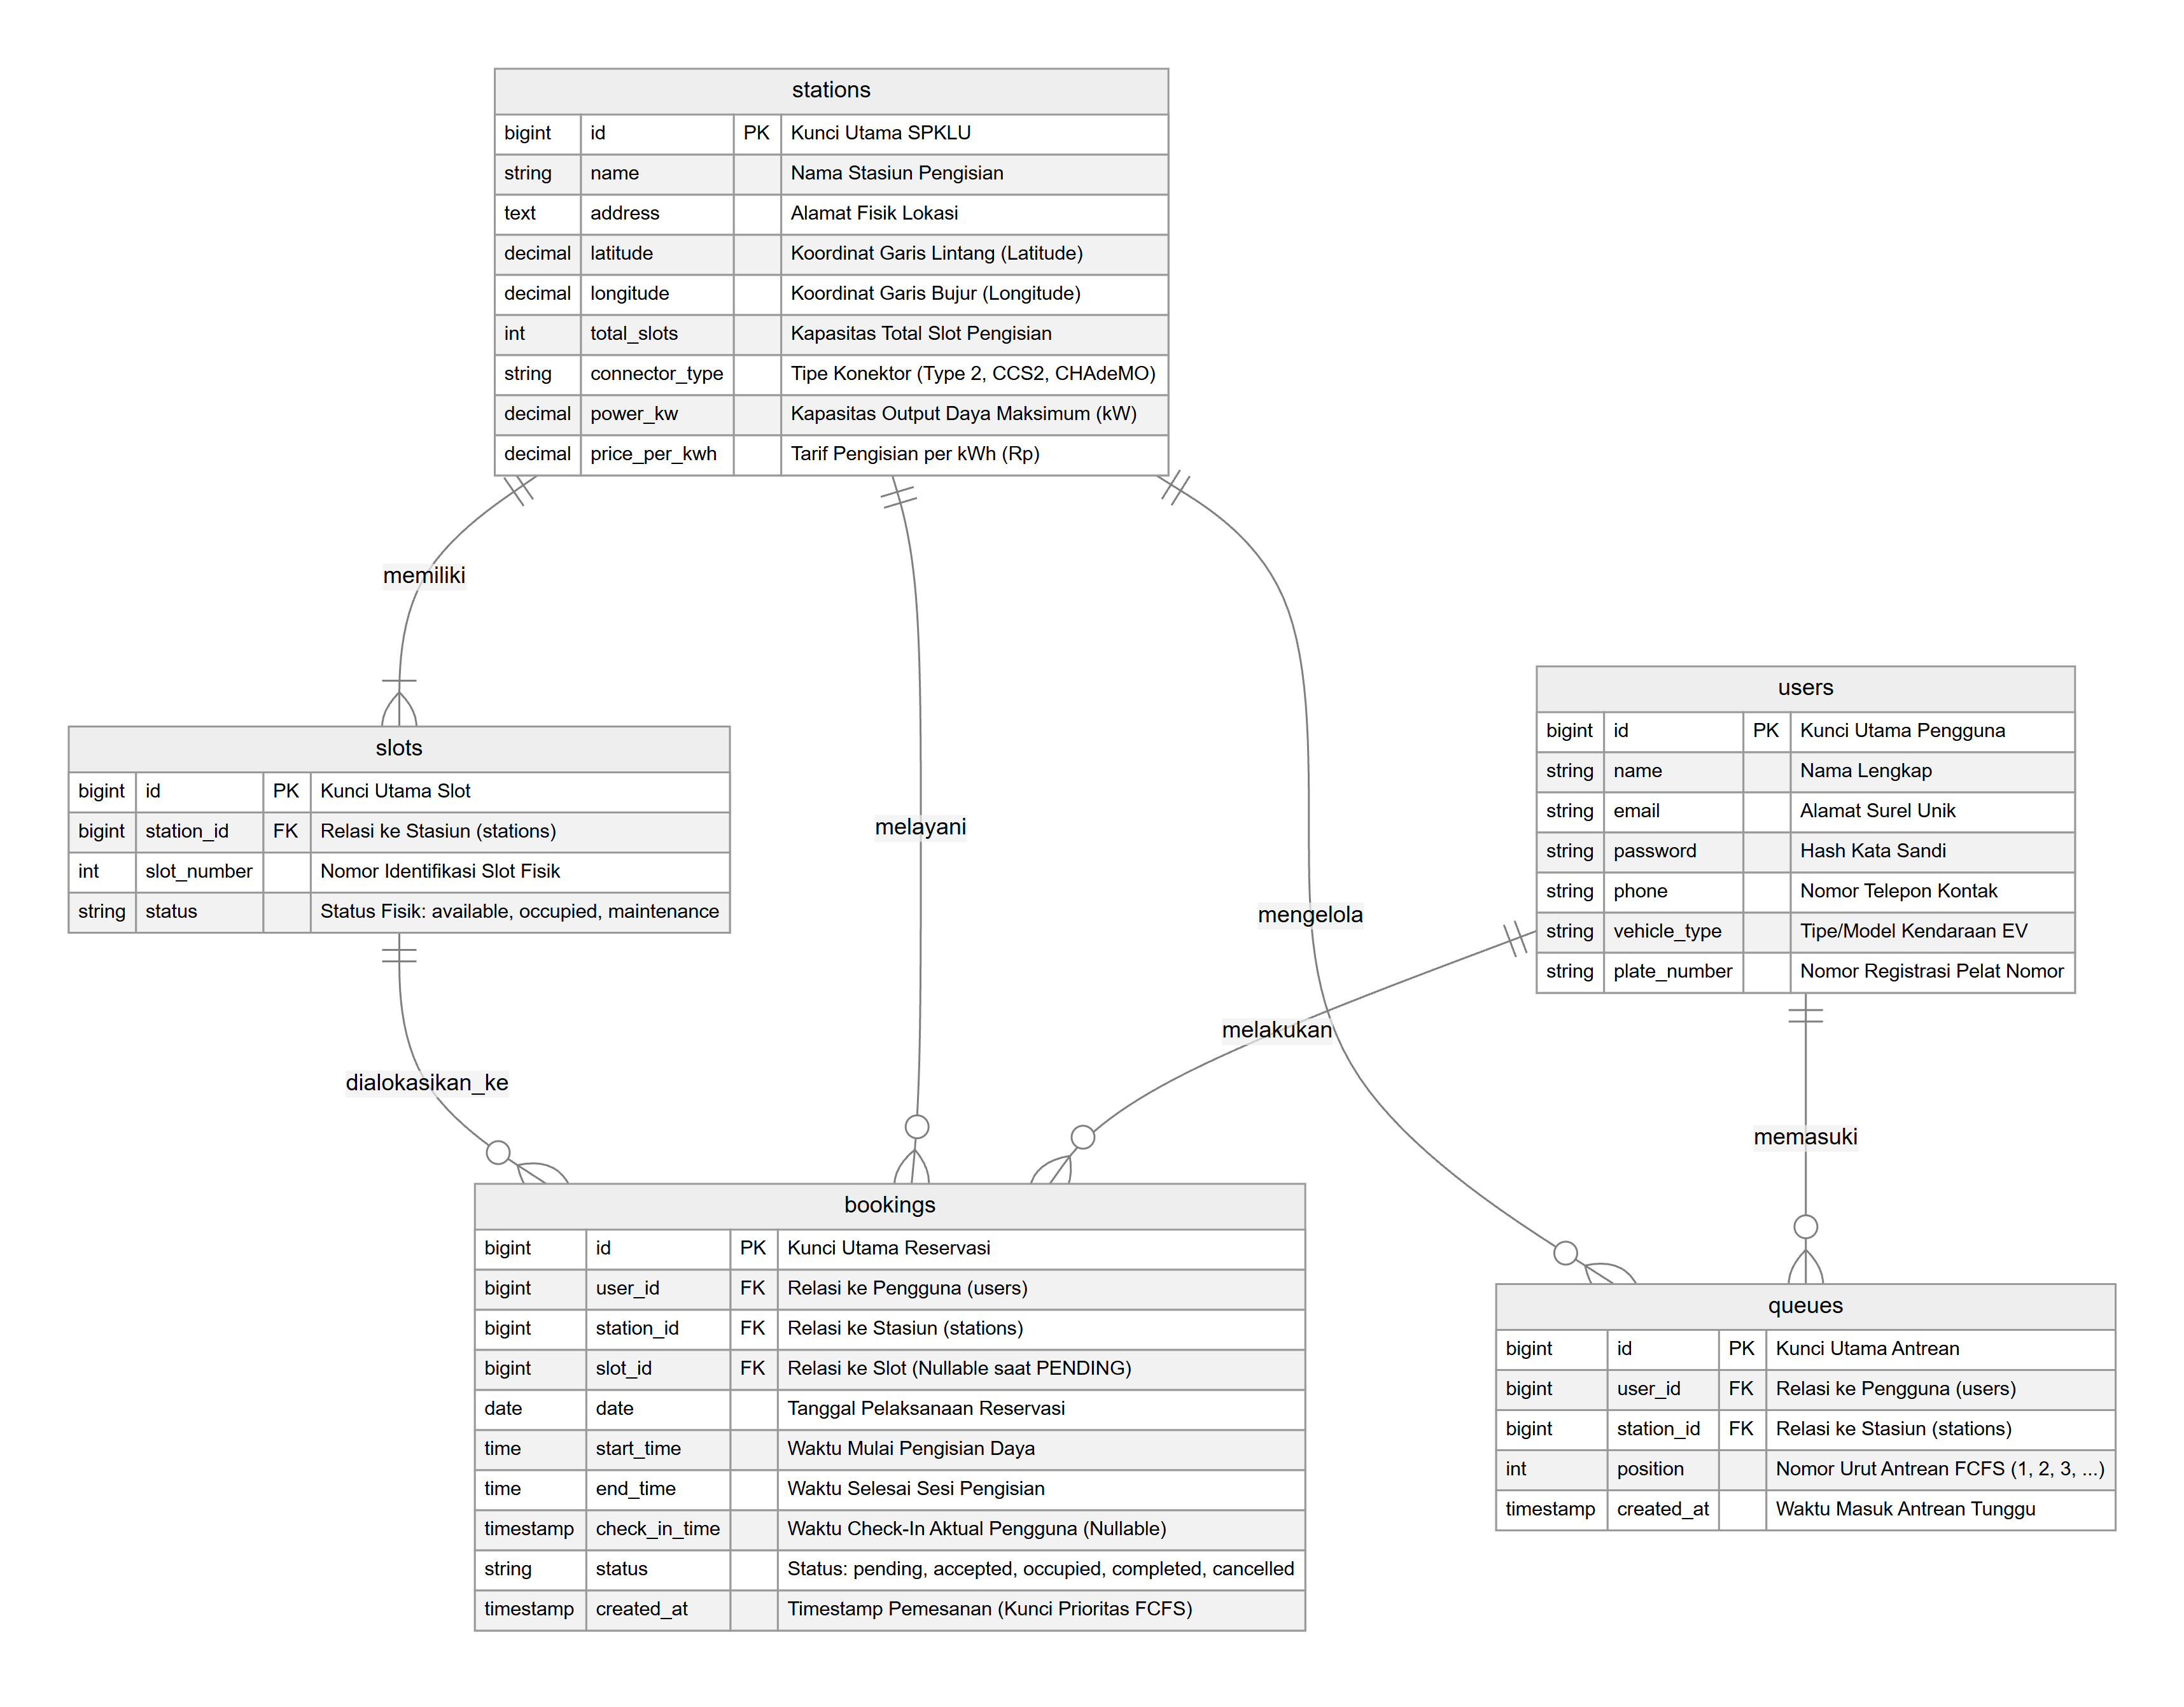 stations
bigint id PK Kunci Utama SPKLU
string name Nama Stasiun Pengisian
text address Alamat Fisik Lokasi
decimal latitude Koordinat Garis Lintang (Latitude)
decimal longitude Koordinat Garis Bujur (Longitude)
int total_slots Kapasitas Total Slot Pengisian
string connector_type Tipe Konektor (Type 2, CCS2, CHAdeMO)
decimal power_kw Kapasitas Output Daya Maksimum (kW)
decimal price_per_kwh Tarif Pengisian per kWh (Rp)
memiliki
melayani
mengelola
slots
bigint id PK Kunci Utama Slot
bigint station_id FK Relasi ke Stasiun (stations)
int slot_number Nomor Identifikasi Slot Fisik
string status Status Fisik: available, occupied, maintenance
users
bigint id PK Kunci Utama Pengguna
string name Nama Lengkap
string email Alamat Surel Unik
string password Hash Kata Sandi
string phone Nomor Telepon Kontak
string vehicle_type Tipe/Model Kendaraan EV
string plate_number Nomor Registrasi Pelat Nomor
dialokasikan_ke
melakukan
memasuki
bookings
bigint id PK Kunci Utama Reservasi
bigint user_id FK Relasi ke Pengguna (users)
bigint station_id FK Relasi ke Stasiun (stations)
bigint slot_id FK Relasi ke Slot (Nullable saat PENDING)
date date Tanggal Pelaksanaan Reservasi
time start_time Waktu Mulai Pengisian Daya
time end_time Waktu Selesai Sesi Pengisian
timestamp check_in_time Waktu Check-In Aktual Pengguna (Nullable)
string status Status: pending, accepted, occupied, completed, cancelled
timestamp created_at Timestamp Pemesanan (Kunci Prioritas FCFS)
queues
bigint id PK Kunci Utama Antrean
bigint user_id FK Relasi ke Pengguna (users)
bigint station_id FK Relasi ke Stasiun (stations)
int position Nomor Urut Antrean FCFS (1, 2, 3, ...)
timestamp created_at Waktu Masuk Antrean Tunggu